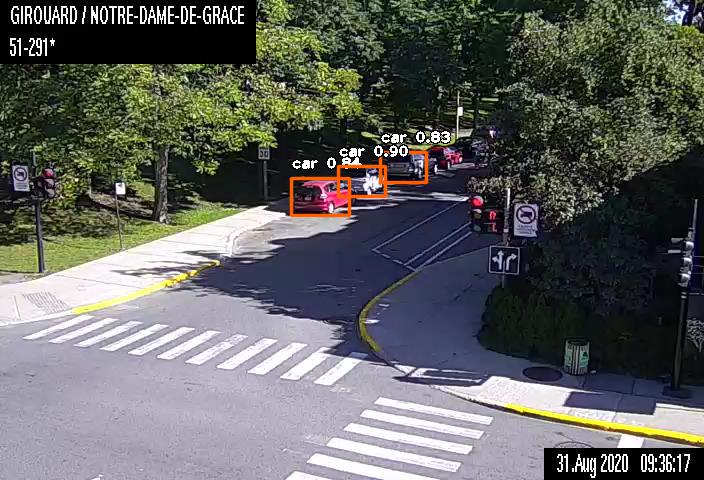 GIROUARD / NOTRE-DAME-DE-GRACE
51-291*
car 0.83
car 0.90
car 0.84
30
31.Aug 2020 09:36:17